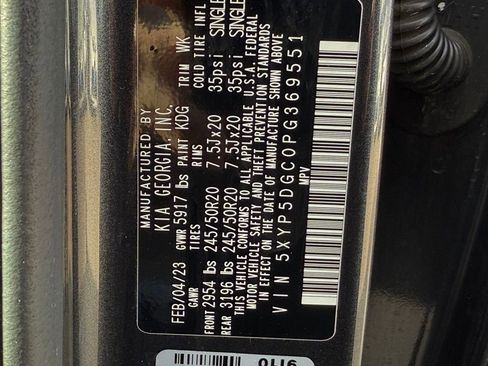 MANUFACTURED BY
KIA GEORGIA, INC.
FEB/04/23 GVWR 5917 lbs PAINT KDG TRIM WK
GAWR TIRES RIMS COLD TIRE INFL
FRONT 2954 lbs 245/50R20 7.5Jx20 35psi SINGLE
REAR 3196 lbs 245/50R20 7.5Jx20 35psi SINGLE
THIS VEHICLE CONFORMS TO ALL APPLICABLE U.S.A. FEDERAL
MOTOR VEHICLE SAFETY AND THEFT PREVENTION STANDARDS
IN EFFECT ON THE DATE OF MANUFACTURE SHOWN ABOVE.
VIN 5XYP5DGC0PG369551
MPV